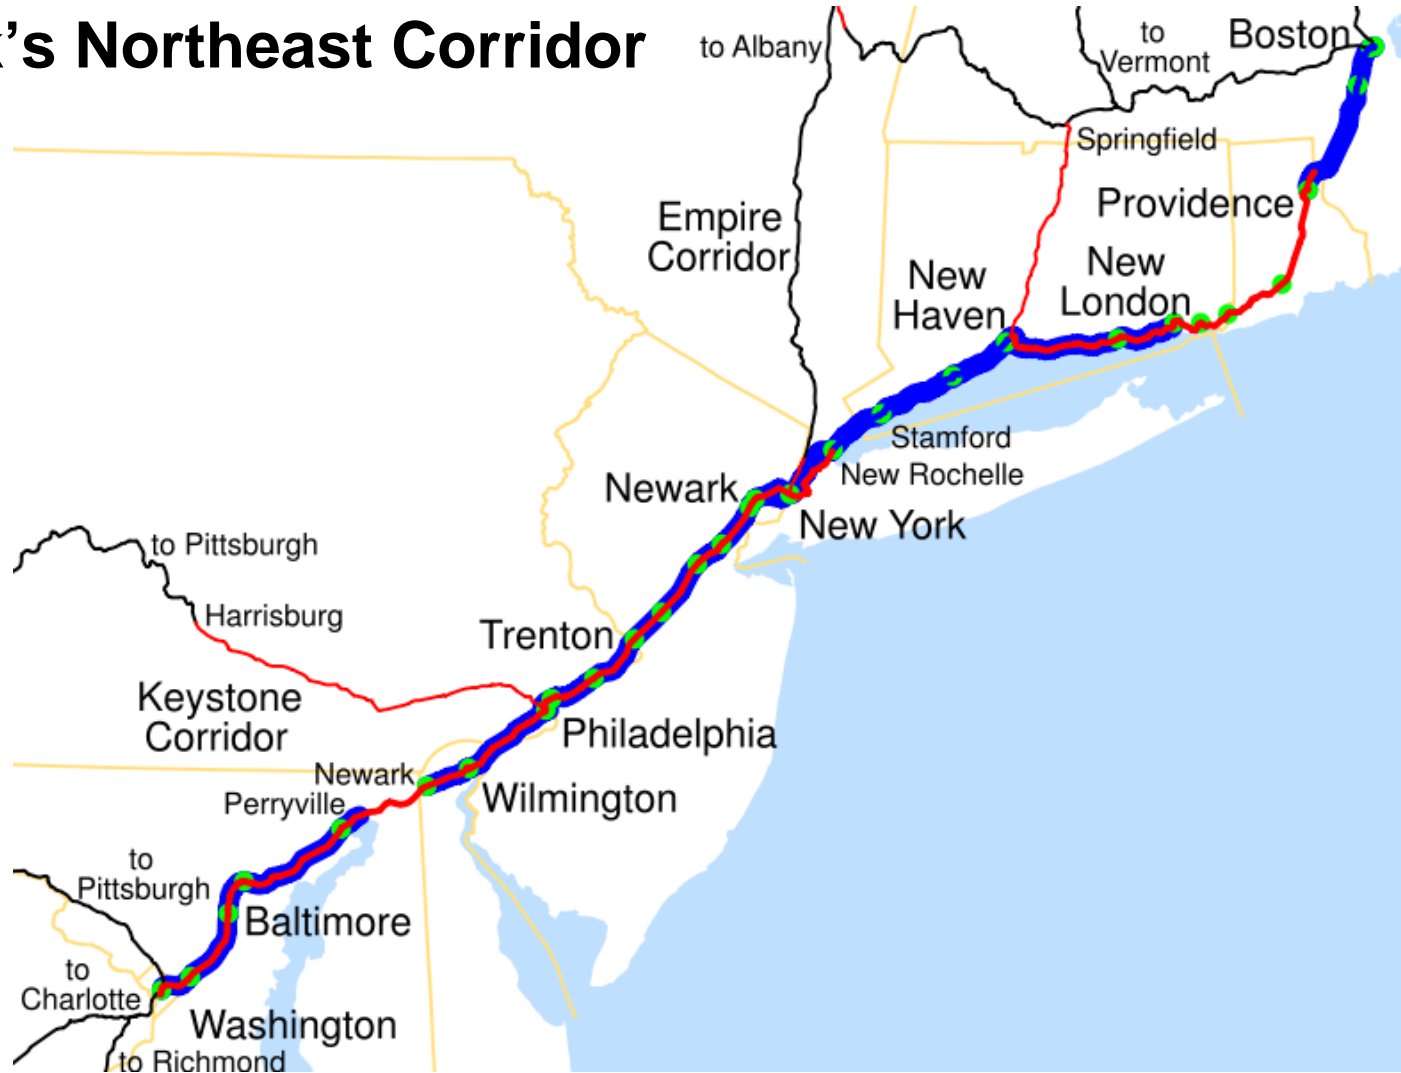 ’s Northeast Corridor
to Albany
to
Vermont
Boston
Springfield
Providence
Empire
Corridor
New
Haven
New
London
Stamford
New Rochelle
Newark
New York
to Pittsburgh
Harrisburg
Trenton
Keystone
Corridor
Philadelphia
Newark
Perryville
Wilmington
to
Pittsburgh
Baltimore
to
Charlotte
Washington
to Richmond